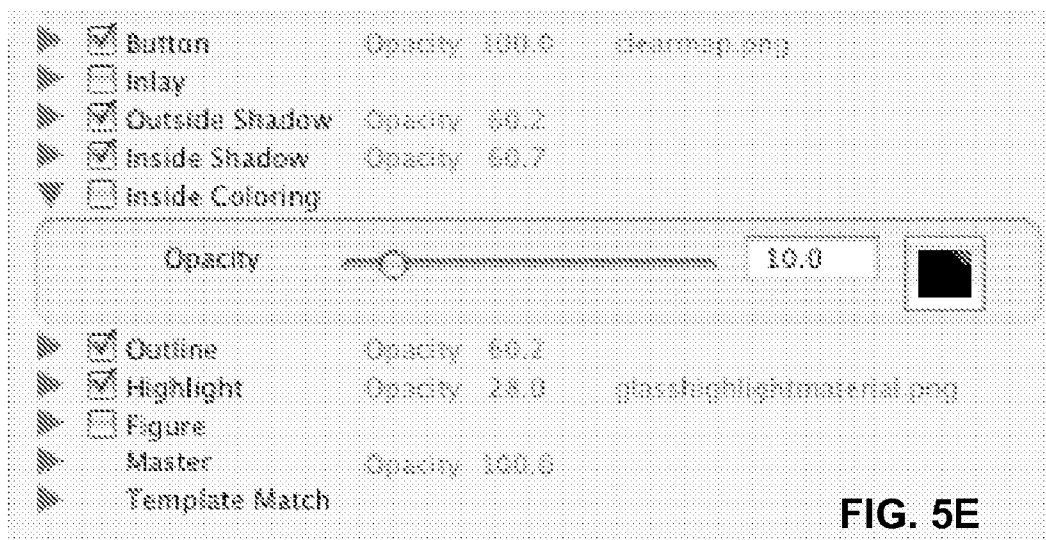 Button Opacity 100.0 clearmap.png
Inlay
Outside Shadow Opacity 60.2
Inside Shadow Opacity 60.7
Inside Coloring
Opacity 10.0
Outline Opacity 60.2
Highlight Opacity 28.0 glasshighlightmaterial.png
Figure
Master Opacity 100.0
Template Match
FIG. 5E